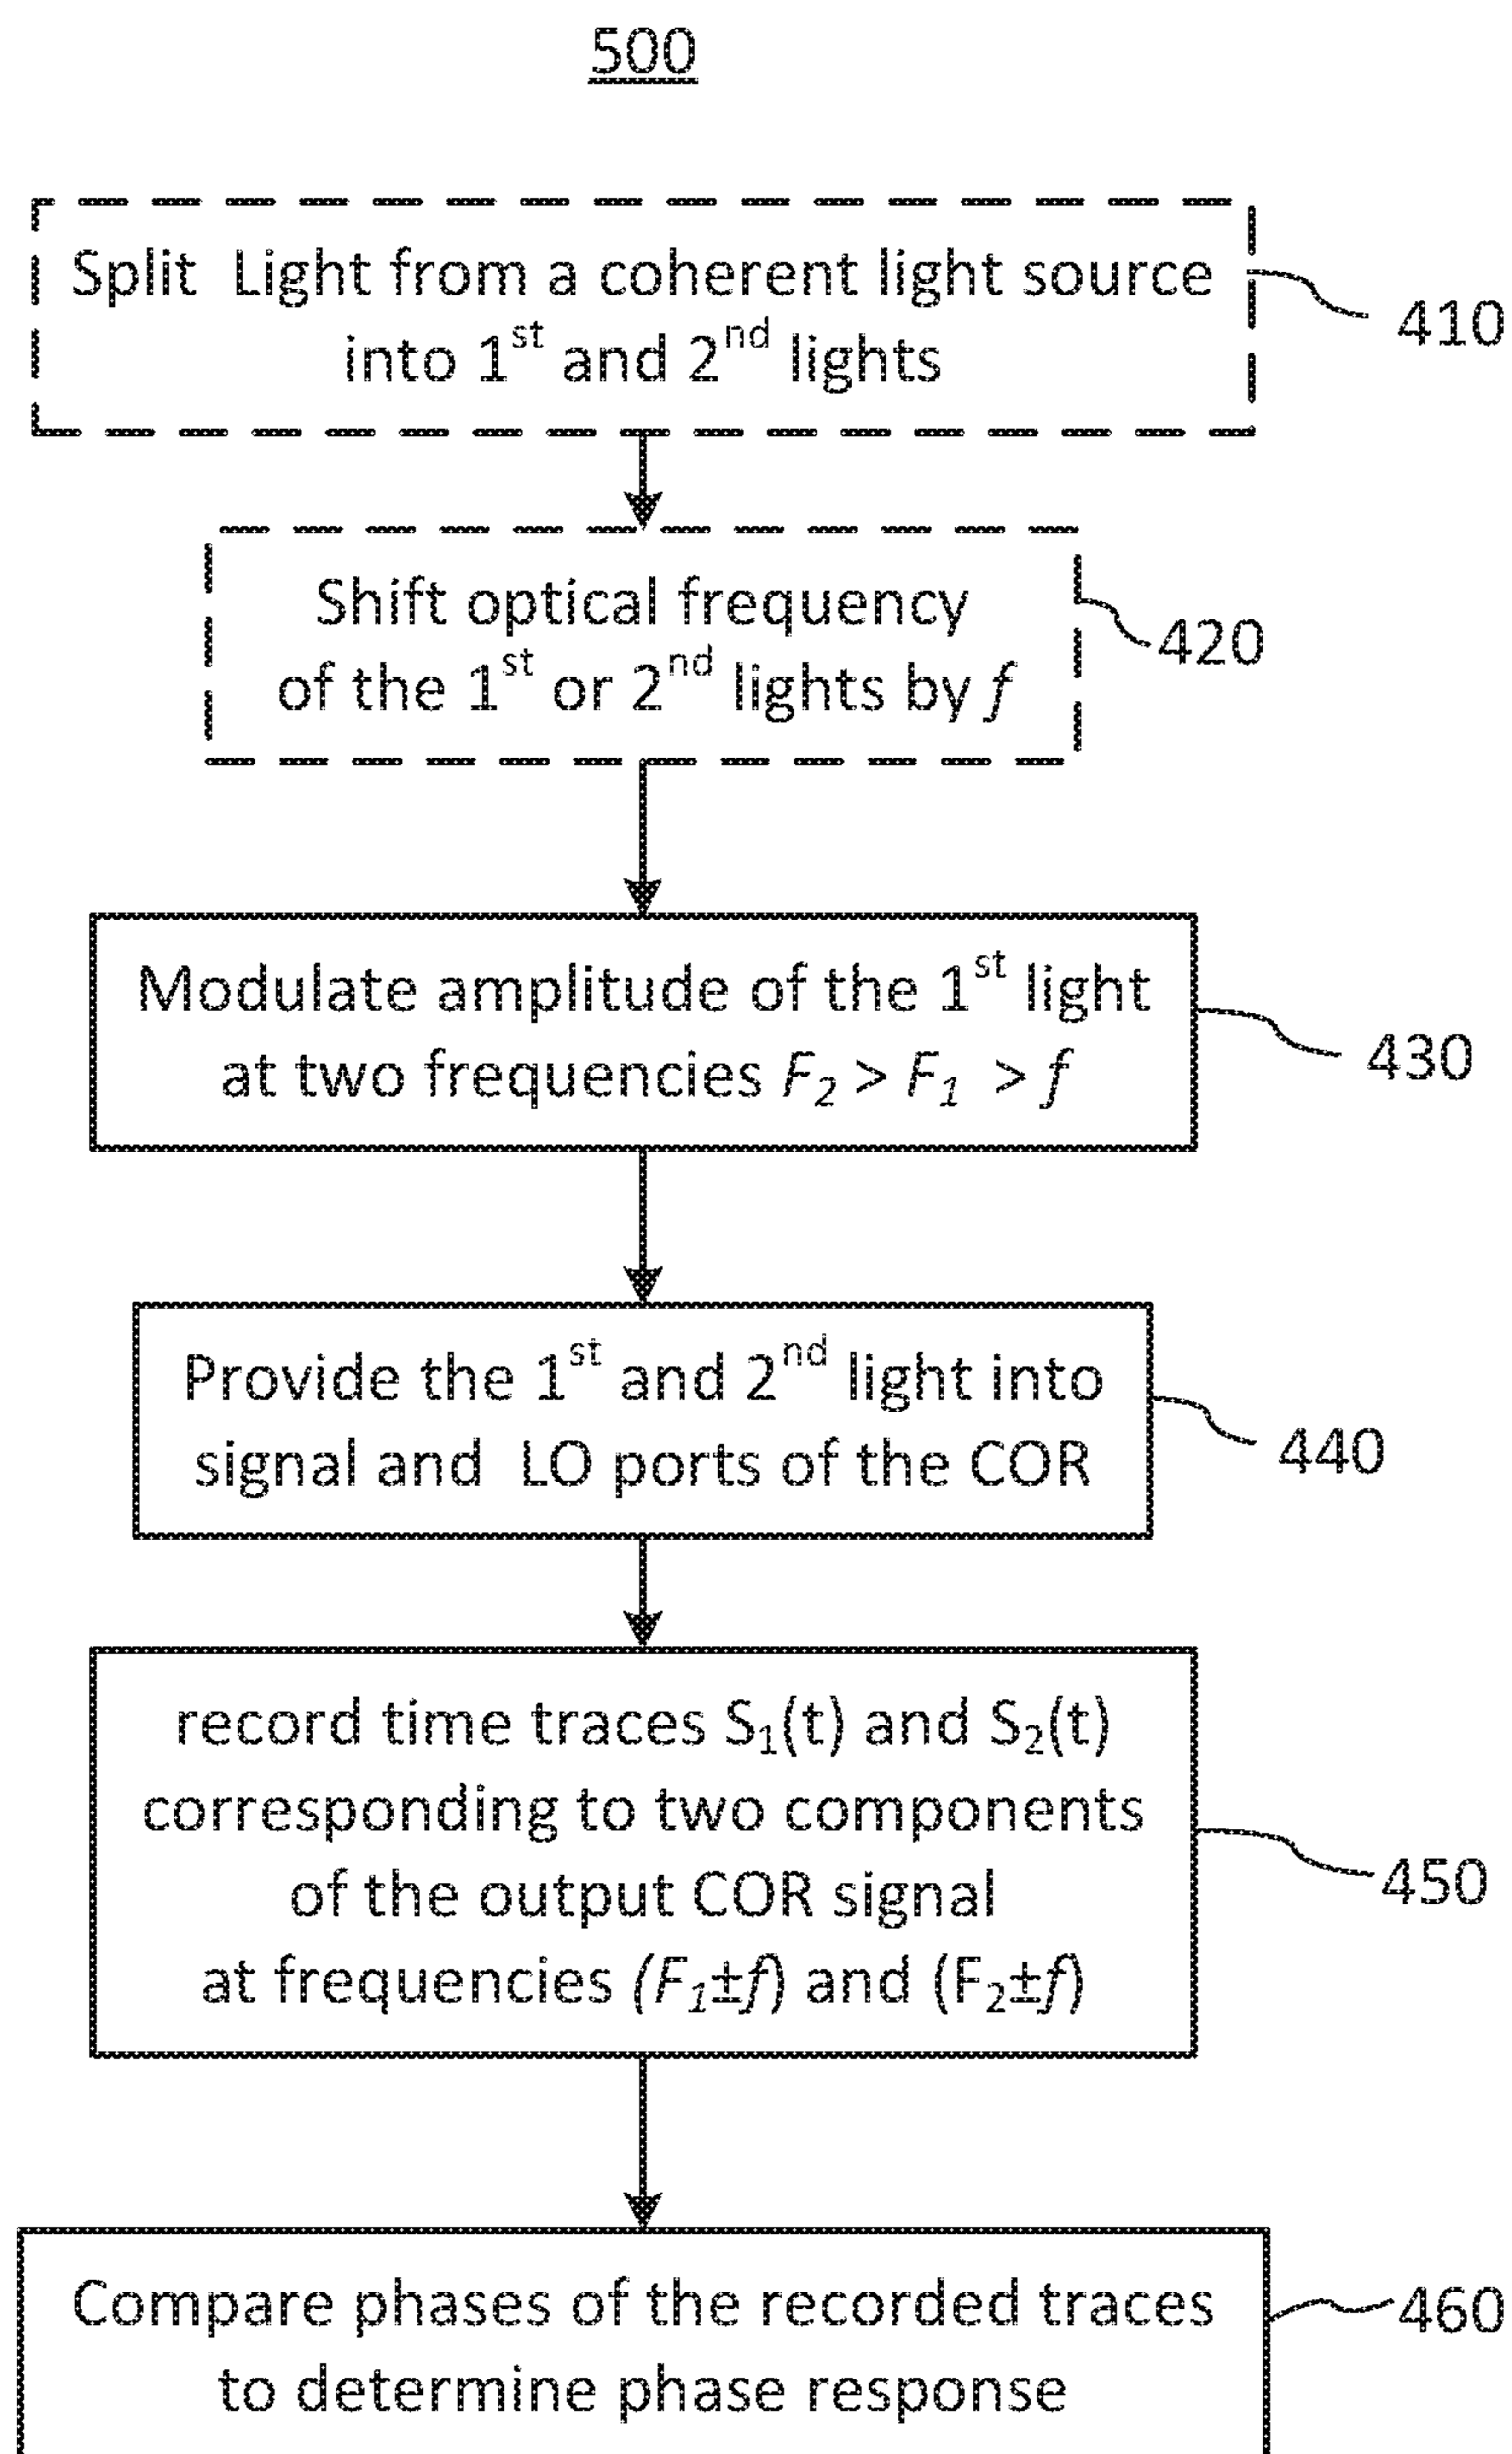 500
Split Light from a coherent light source
into 1st and 2nd lights
410
Shift optical frequency
of the 1st or 2nd lights by f
420
Modulate amplitude of the 1st light
at two frequencies F2 > F1 > f
430
Provide the 1st and 2nd light into
signal and LO ports of the COR
440
record time traces S1(t) and S2(t)
corresponding to two components
of the output COR signal
at frequencies (F1±f) and (F2±f)
450
Compare phases of the recorded traces
to determine phase response
460